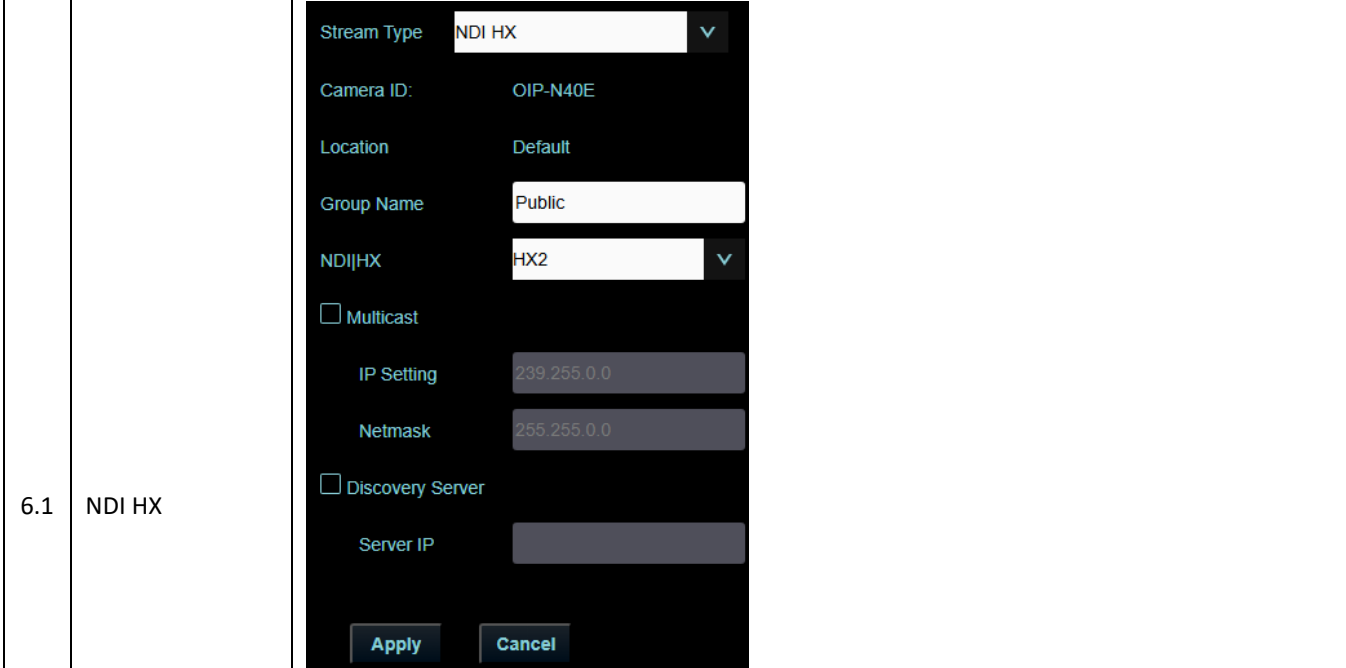 Stream Type NDI HX V
Camera ID: OIP-N40E
Location Default
Group Name Public
NDI|HX HX2 V
Multicast
IP Setting 239.255.0.0
Netmask 255.255.0.0
Discovery Server
6.1 NDI HX
Server IP
Apply Cancel